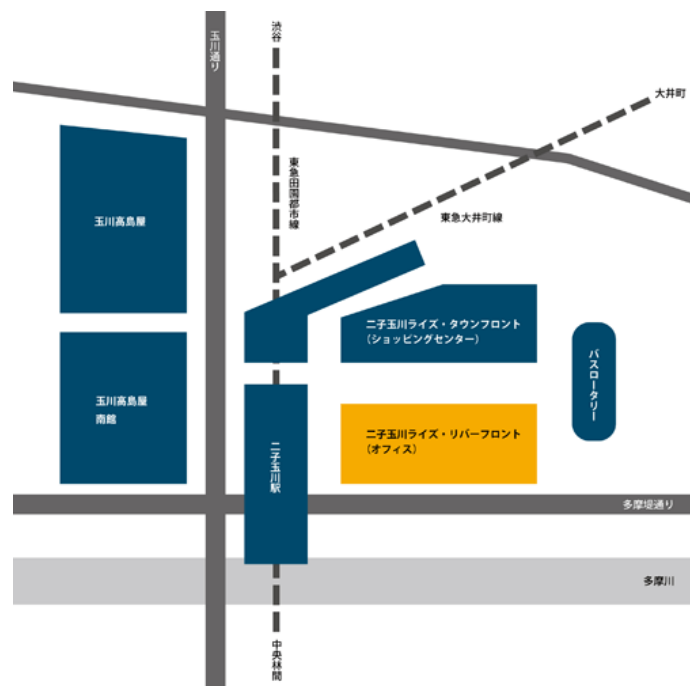 渋谷
玉川通り
大井町
東急田園都市線
東急大井町線
玉川高島屋
二子玉川ライズ・タウンフロント
(ショッピングセンター)
バスロータリー
玉川高島屋
南館
二子玉川ライズ・リバーフロント
(オフィス)
二子玉川駅
多摩堤通り
多摩川
中央林間